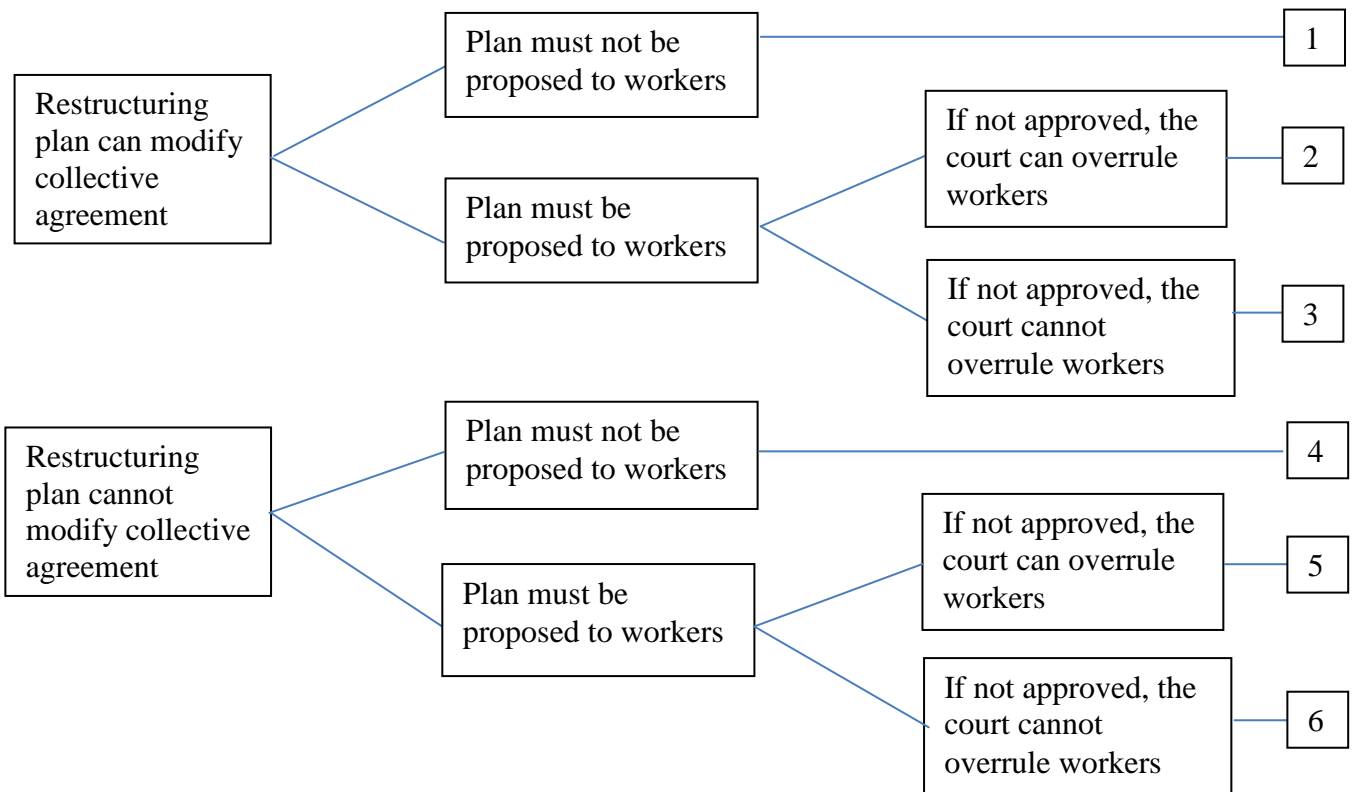 Plan must not be
proposed to workers
1
Restructuring
plan can modify
collective
agreement
If not approved, the
court can overrule
workers
2
Plan must be
proposed to workers
If not approved, the
court cannot
overrule workers
3
Plan must not be
proposed to workers
4
Restructuring
plan cannot
modify collective
agreement
If not approved, the
court can overrule
workers
5
Plan must be
proposed to workers
If not approved, the
court cannot
overrule workers
6